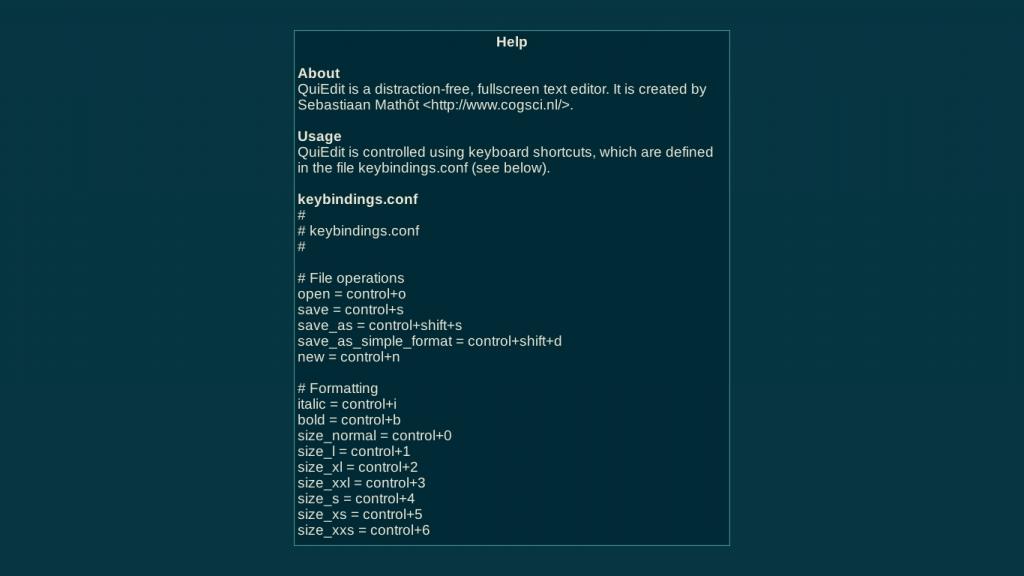 Help
About
QuiEdit is a distraction-free, fullscreen text editor. It is created by
Sebastiaan Mathôt <http://www.cogsci.nl/>.
Usage
QuiEdit is controlled using keyboard shortcuts, which are defined
in the file keybindings.conf (see below).
keybindings.conf
#
# keybindings.conf
#
# File operations
open = control+o
save = control+s
save_as = control+shift+s
save_as_simple_format = control+shift+d
new = control+n
# Formatting
italic = control+i
bold = control+b
size_normal = control+0
size_l = control+1
size_xl = control+2
size_xxl = control+3
size_s = control+4
size_xs = control+5
size_xxs = control+6